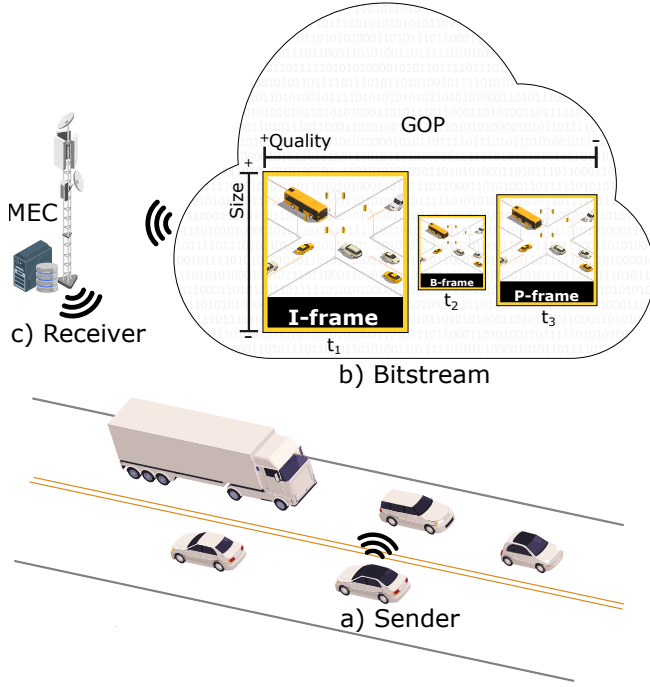 GOP
+Quality -
+
Size
-
I-frame
t1
B-frame
t2
P-frame
t3
b) Bitstream
MEC
c) Receiver
a) Sender